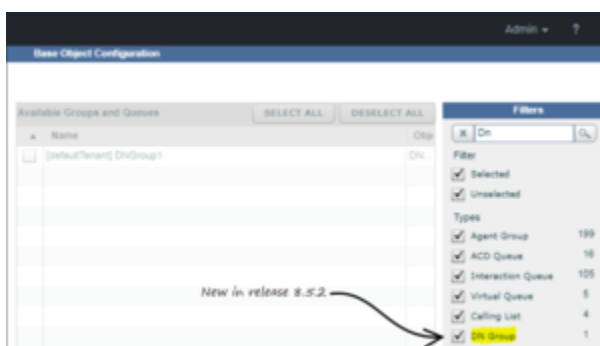 Admin ?
Base Object Configuration
Available Groups and Queues SELECT ALL DESELECT ALL
Name Obje
[defaultTenant] DNGroup1 DN...
Filters
Dn
Filter
Selected
Unselected
Types
Agent Group 199
ACD Queue 16
Interaction Queue 105
Virtual Queue 5
Calling List 4
DN Group 1
New in release 8.5.2